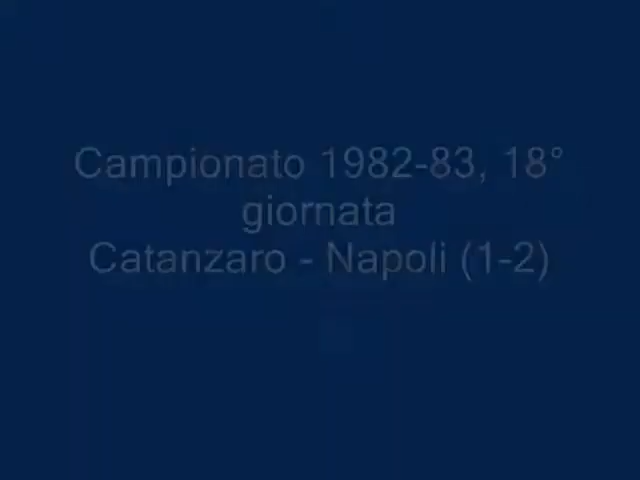 Campionato 1982-83, 18°
giornata
Catanzaro - Napoli (1-2)